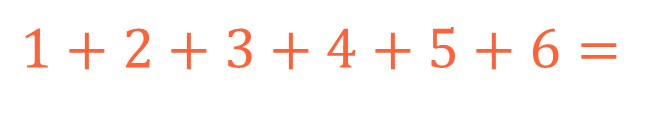 1 + 2 + 3 + 4 + 5 + 6 =